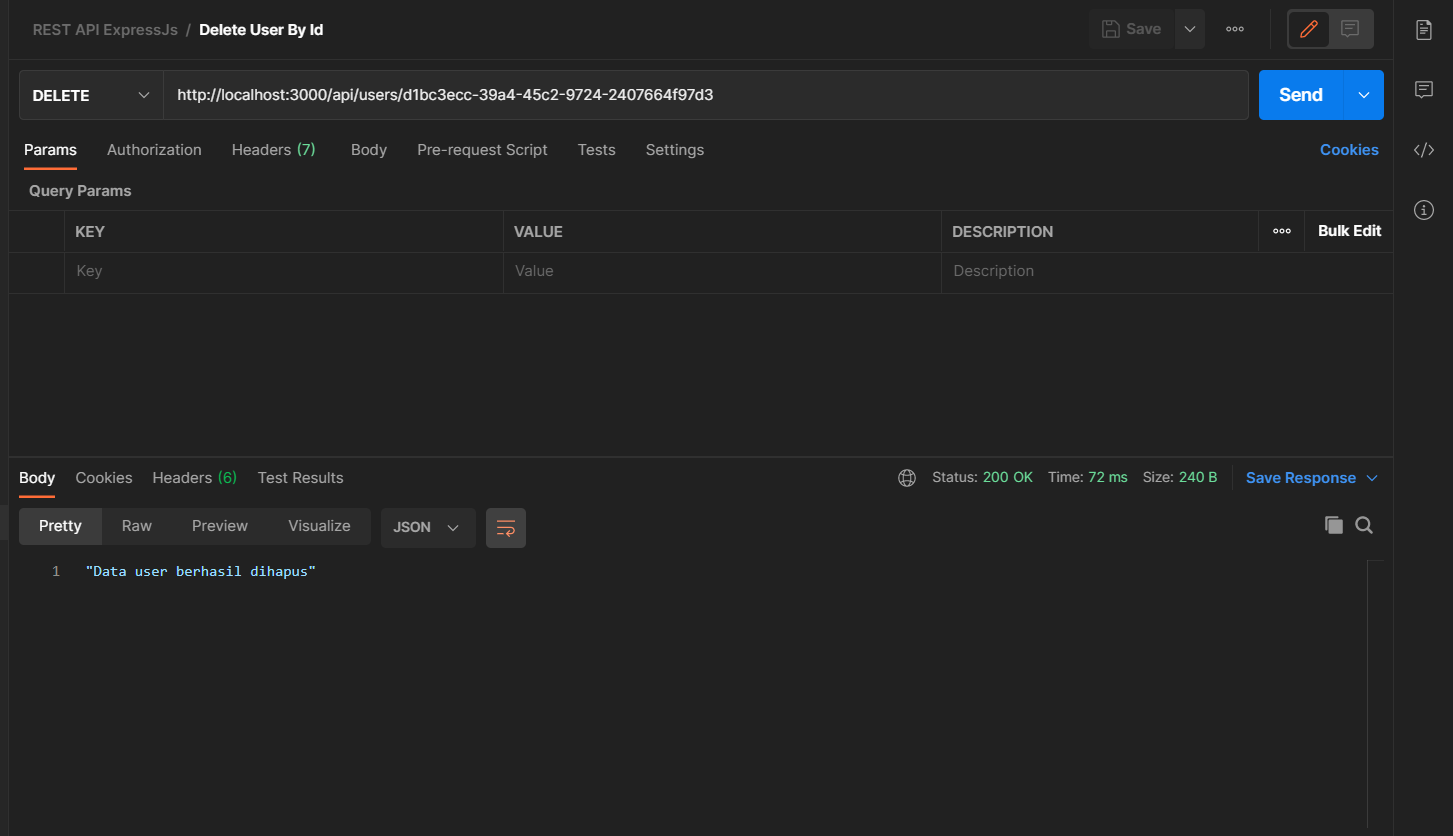 REST API ExpressJs / Delete User By Id
Save
DELETE
http://localhost:3000/api/users/d1bc3ecc-39a4-45c2-9724-2407664f97d3
Send
Params Authorization Headers (7) Body Pre-request Script Tests Settings Cookies
Query Params
KEY VALUE DESCRIPTION Bulk Edit
Key Value Description
Body Cookies Headers (6) Test Results Status: 200 OK Time: 72 ms Size: 240 B Save Response
Pretty Raw Preview Visualize JSON
1 "Data user berhasil dihapus"